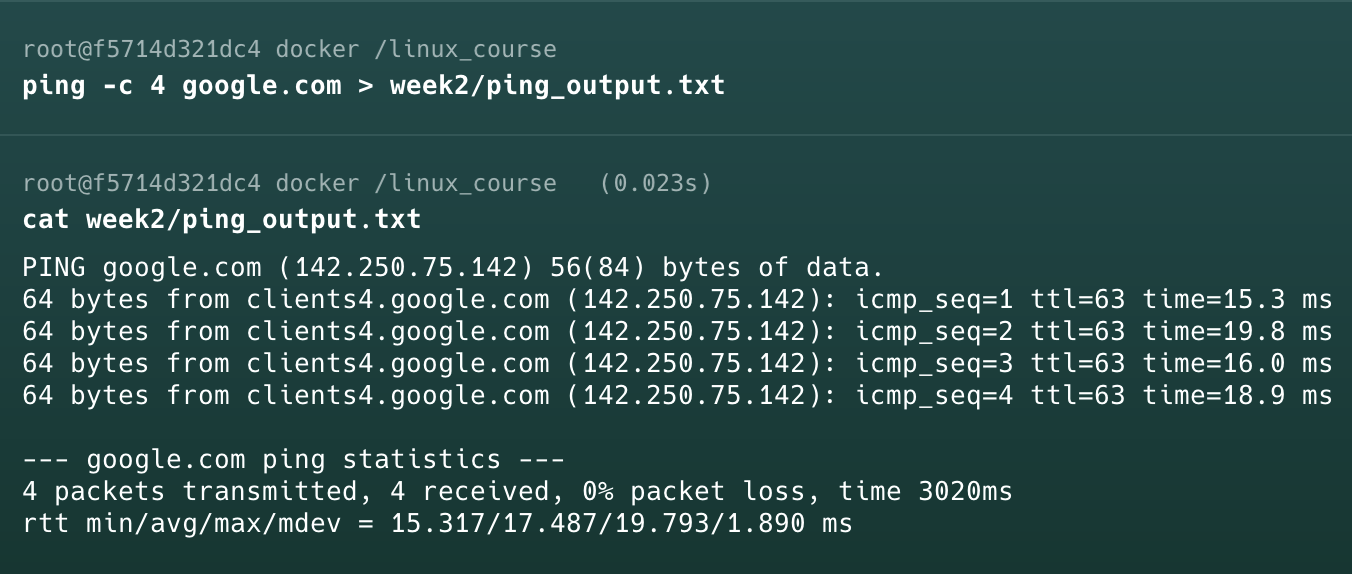 root@f5714d321dc4 docker /linux_course
ping -c 4 google.com > week2/ping_output.txt
root@f5714d321dc4 docker /linux_course (0.023s)
cat week2/ping_output.txt
PING google.com (142.250.75.142) 56(84) bytes of data.
64 bytes from clients4.google.com (142.250.75.142): icmp_seq=1 ttl=63 time=15.3 ms
64 bytes from clients4.google.com (142.250.75.142): icmp_seq=2 ttl=63 time=19.8 ms
64 bytes from clients4.google.com (142.250.75.142): icmp_seq=3 ttl=63 time=16.0 ms
64 bytes from clients4.google.com (142.250.75.142): icmp_seq=4 ttl=63 time=18.9 ms
--- google.com ping statistics ---
4 packets transmitted, 4 received, 0% packet loss, time 3020ms
rtt min/avg/max/mdev = 15.317/17.487/19.793/1.890 ms